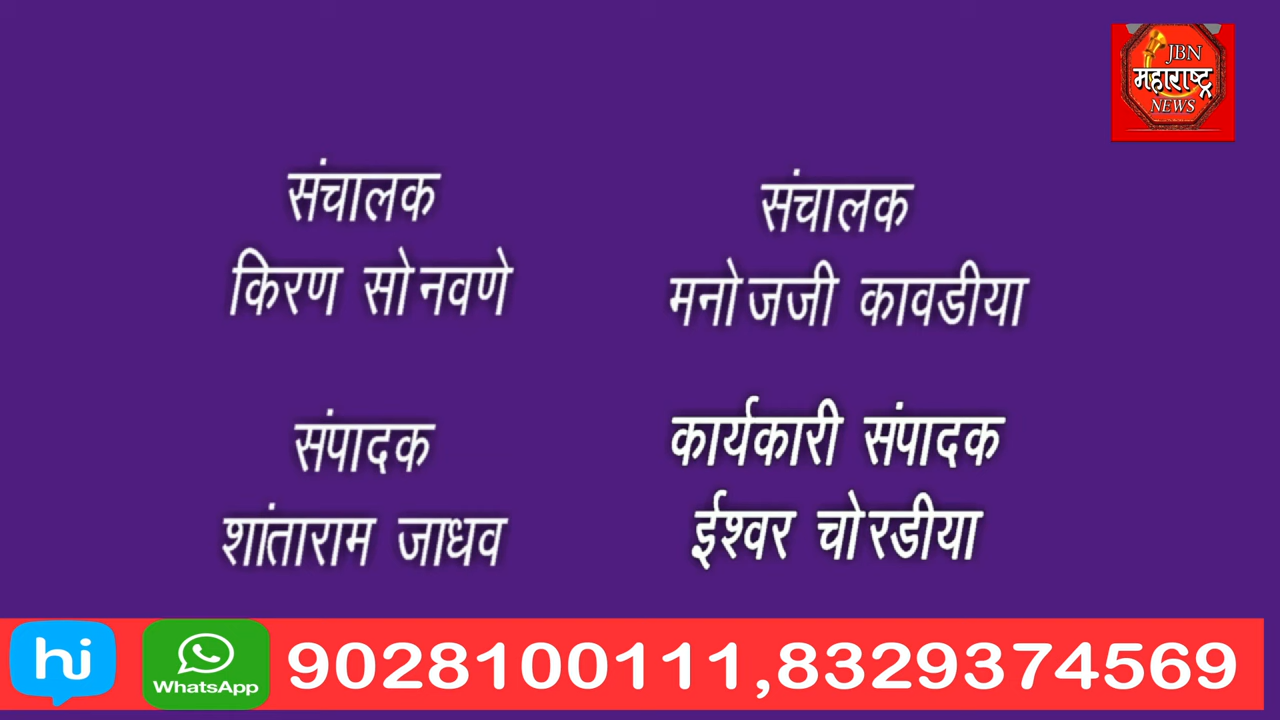 JBN
महाराष्ट्र
NEWS
संचालक
किरण सोनवणे
संचालक
मनोजजी कावडीया
संपादक
शांताराम जाधव
कार्यकारी संपादक
ईश्वर चोरडीया
hi
WhatsApp
9028100111,8329374569